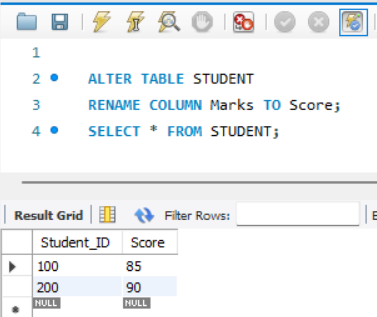 1
2 ALTER TABLE STUDENT
3 RENAME COLUMN Marks TO Score;
4 SELECT * FROM STUDENT;
Result Grid Filter Rows: E
Student_ID Score
100 85
200 90
NULL NULL